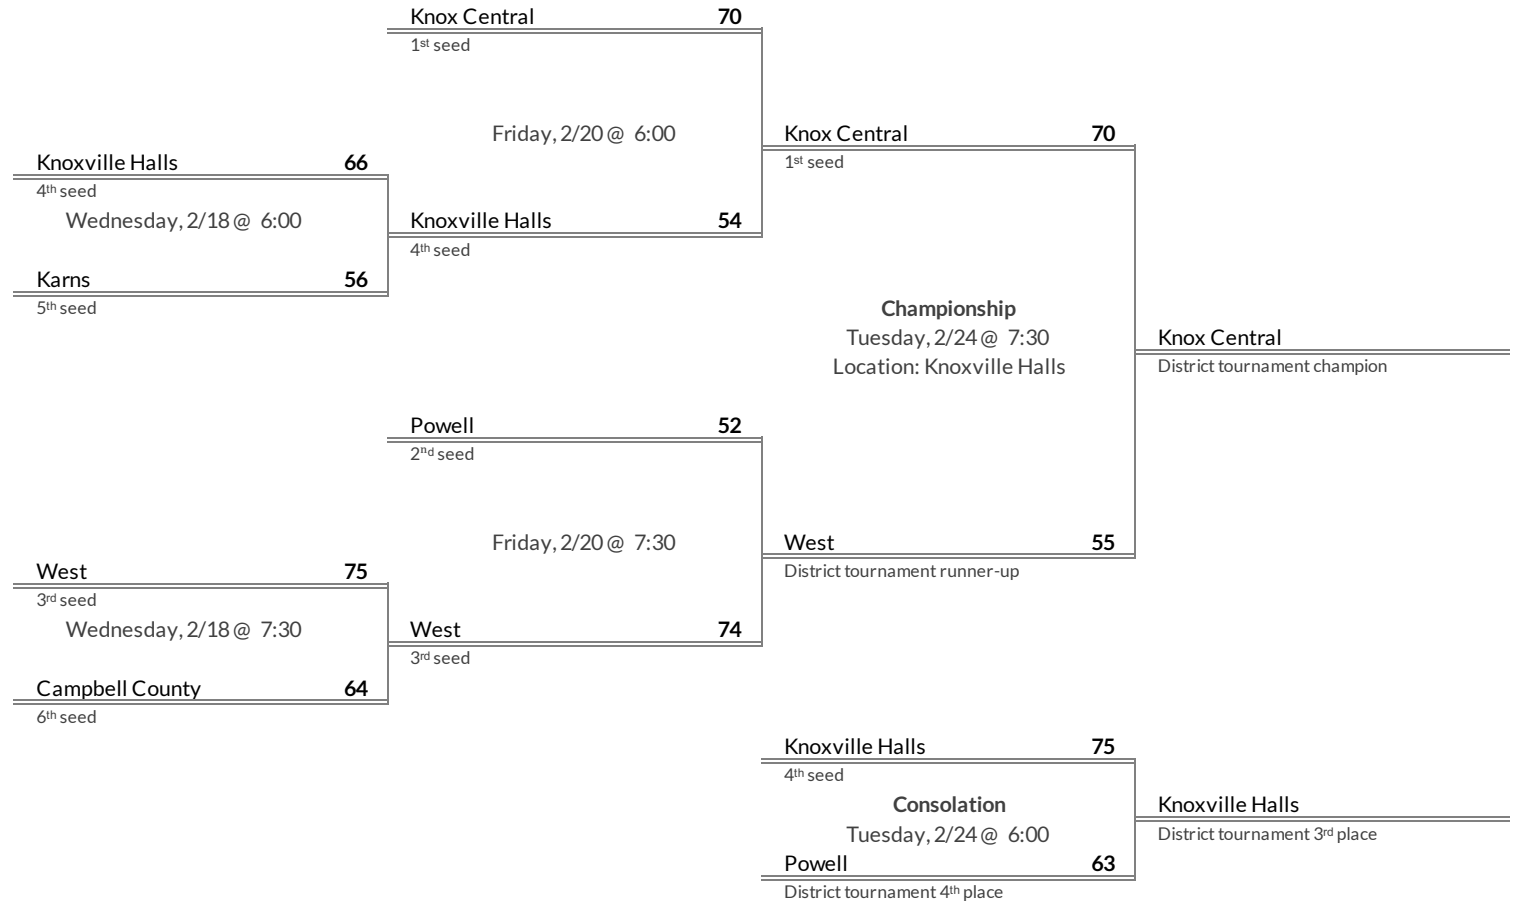 Knox Central 70
1st seed
Friday, 2/20 @ 6:00
Knoxville Halls 66
4th seed
Wednesday, 2/18 @ 6:00
Karns 56
5th seed
Knoxville Halls 54
4th seed
Knox Central 70
1st seed
Championship
Tuesday, 2/24 @ 7:30
Location: Knoxville Halls
Knox Central
District tournament champion
Powell 52
2nd seed
Friday, 2/20 @ 7:30
West 75
3rd seed
Wednesday, 2/18 @ 7:30
Campbell County 64
6th seed
West 74
3rd seed
West 55
District tournament runner-up
Knoxville Halls 75
4th seed
Consolation
Tuesday, 2/24 @ 6:00
Powell 63
District tournament 4th place
Knoxville Halls
District tournament 3rd place